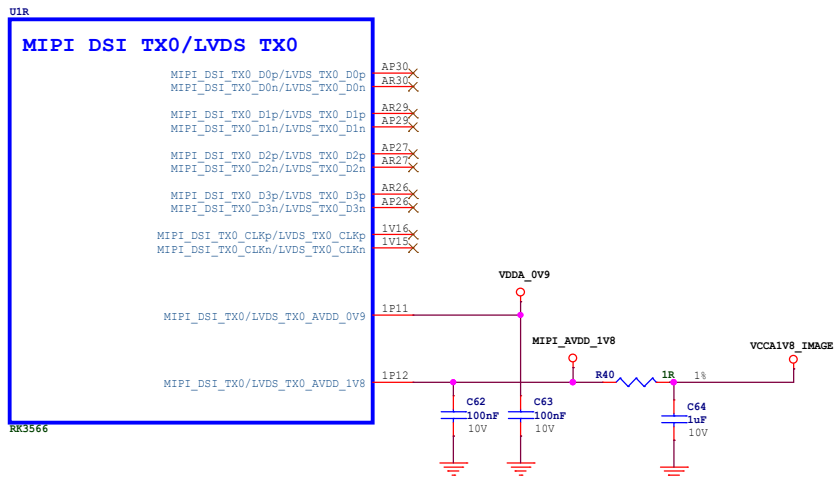 U1R
MIPI DSI TX0/LVDS TX0
MIPI_DSI_TX0_D0p/LVDS_TX0_D0p AP30
MIPI_DSI_TX0_D0n/LVDS_TX0_D0n AR30
MIPI_DSI_TX0_D1p/LVDS_TX0_D1p AR29
MIPI_DSI_TX0_D1n/LVDS_TX0_D1n AP29
MIPI_DSI_TX0_D2p/LVDS_TX0_D2p AP27
MIPI_DSI_TX0_D2n/LVDS_TX0_D2n AR27
MIPI_DSI_TX0_D3p/LVDS_TX0_D3p AR26
MIPI_DSI_TX0_D3n/LVDS_TX0_D3n AP26
MIPI_DSI_TX0_CLKp/LVDS_TX0_CLKp 1V16
MIPI_DSI_TX0_CLKn/LVDS_TX0_CLKn 1V15
VDDA_0V9
MIPI_DSI_TX0/LVDS_TX0_AVDD_0V9 1P11
MIPI_AVDD_1V8
VCCA1V8_IMAGE
MIPI_DSI_TX0/LVDS_TX0_AVDD_1V8 1P12
R40 1R 1%
C62
100nF
10V
C63
100nF
10V
C64
1uF
10V
RK3566